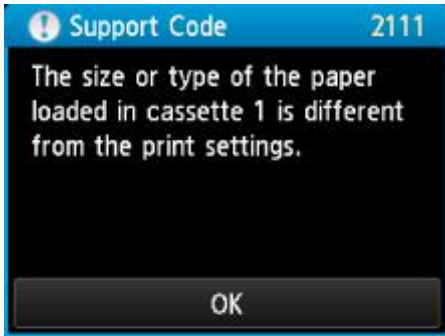 Support Code 2111
The size or type of the paper
loaded in cassette 1 is different
from the print settings.
OK